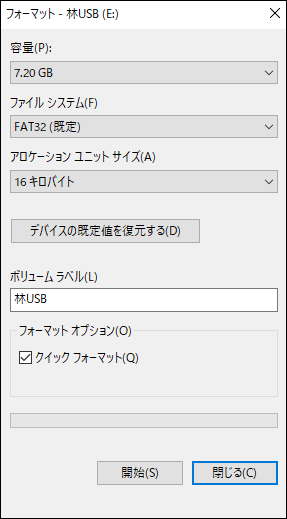 フォーマット - 林USB (E:)
容量(P):
7.20 GB
ファイル システム(F)
FAT32 (既定)
アロケーション ユニット サイズ(A)
16 キロバイト
デバイスの既定値を復元する(D)
ボリューム ラベル(L)
林USB
フォーマット オプション(O)
クイック フォーマット(Q)
開始(S)
閉じる(C)